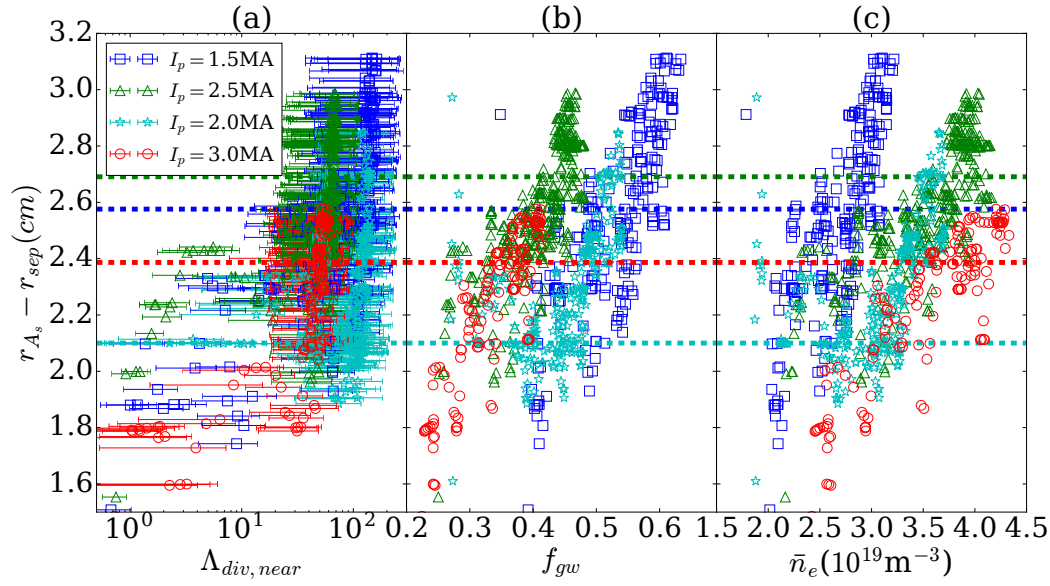 (a) (b) (c)
r_{A_s} − r_{sep}(cm)
3.2
3.0
2.8
2.6
2.4
2.2
2.0
1.8
1.6
I_p = 1.5MA
I_p = 2.5MA
I_p = 2.0MA
I_p = 3.0MA
10^0 10^1 10^2 0.2 0.3 0.4 0.5 0.6 1.5 2.0 2.5 3.0 3.5 4.0 4.5
Λ_{div,near} f_{gw} n̄_e(10^{19}m^{−3})